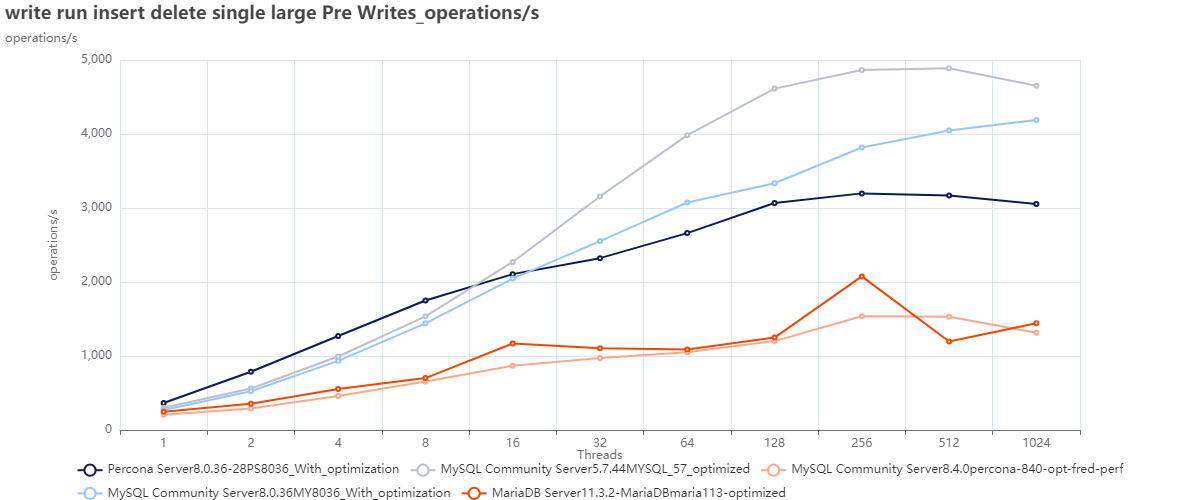 write run insert delete single large Pre Writes_operations/s
operations/s
5,000
4,000
3,000
2,000
1,000
0
operations/s
1 2 4 8 16 32 64 128 256 512 1024
Threads
Percona Server8.0.36-28PS8036_With_optimization MySQL Community Server5.7.44MYSQL_57_optimized MySQL Community Server8.4.0percona-840-opt-fred-perf
MySQL Community Server8.0.36MY8036_With_optimization MariaDB Server11.3.2-MariaDBmaria113-optimized